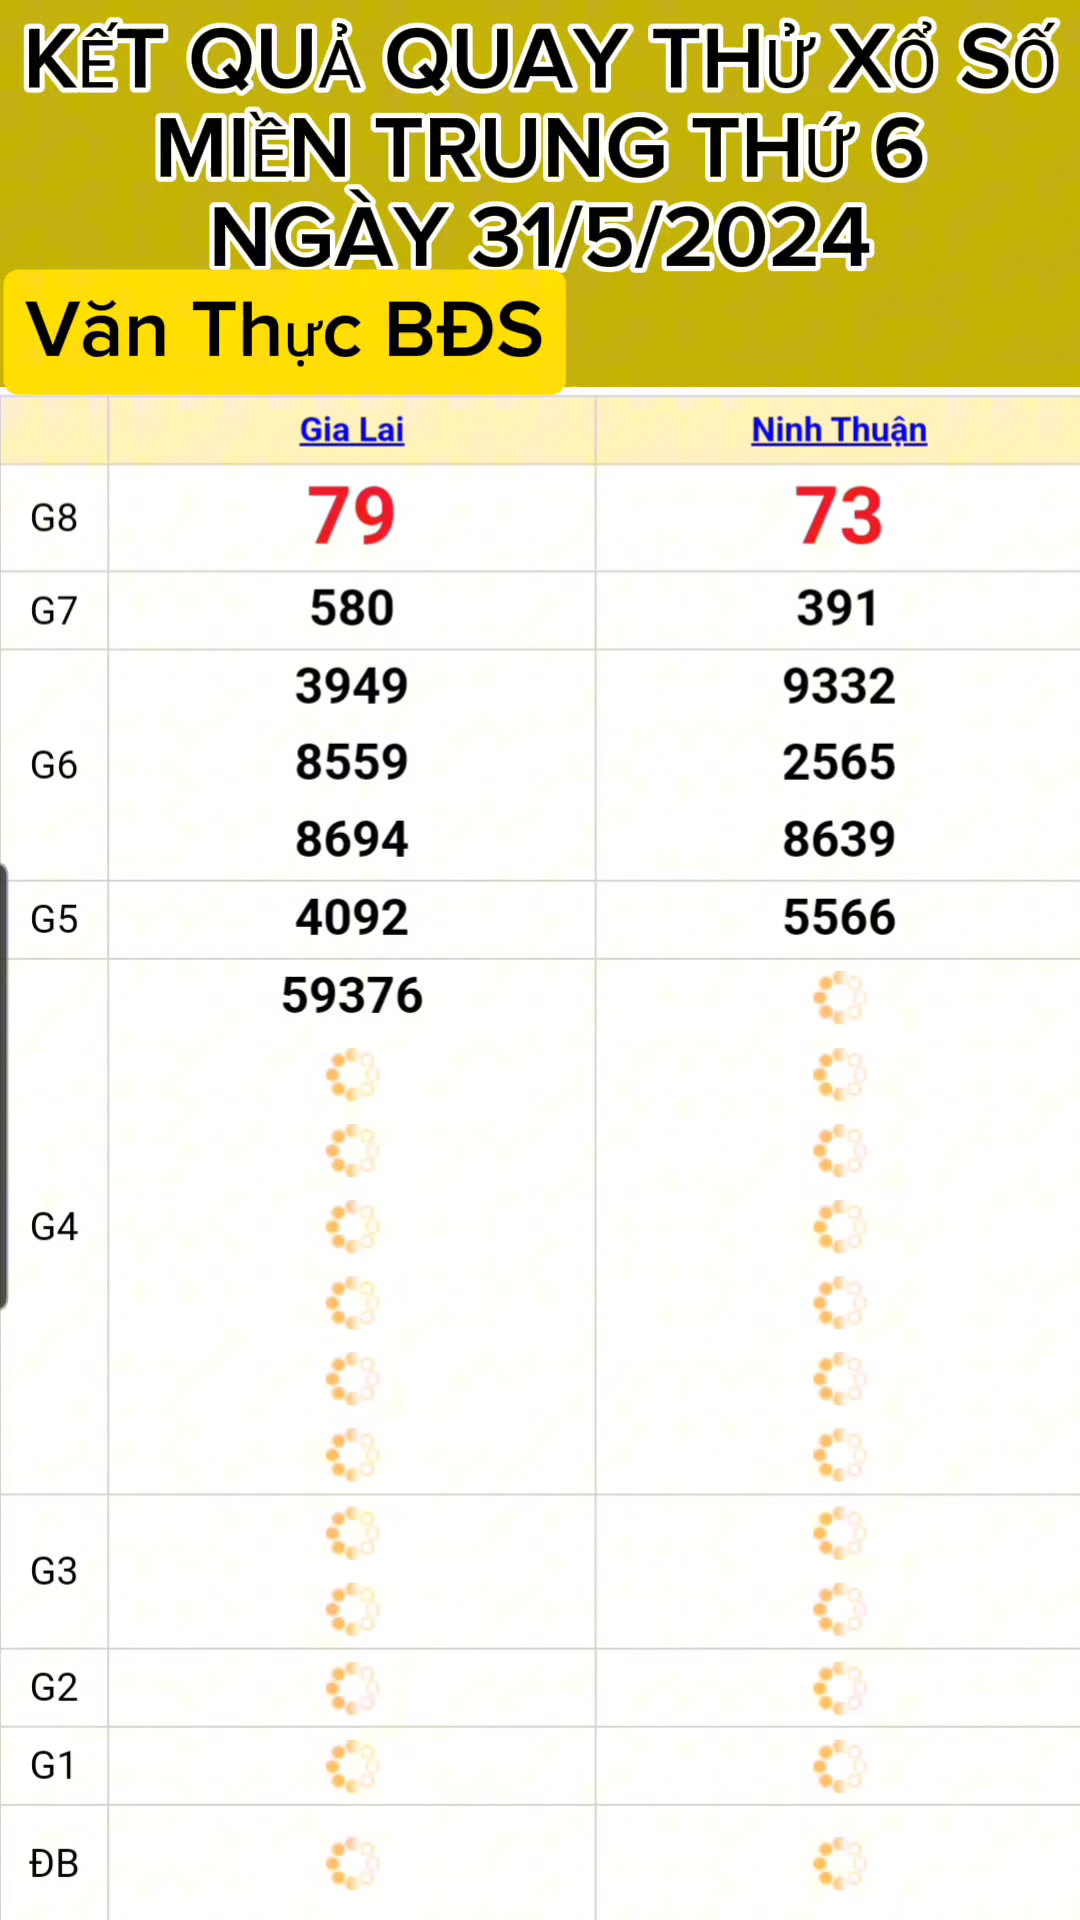 KẾT QUẢ QUAY THỬ XỔ SỐ
MIỀN TRUNG THỨ 6
NGÀY 31/5/2024
Văn Thực BĐS
Gia Lai Ninh Thuận
G8 79 73
G7 580 391
3949 9332
G6 8559 2565
8694 8639
G5 4092 5566
59376
G4
G3
G2
G1
ĐB